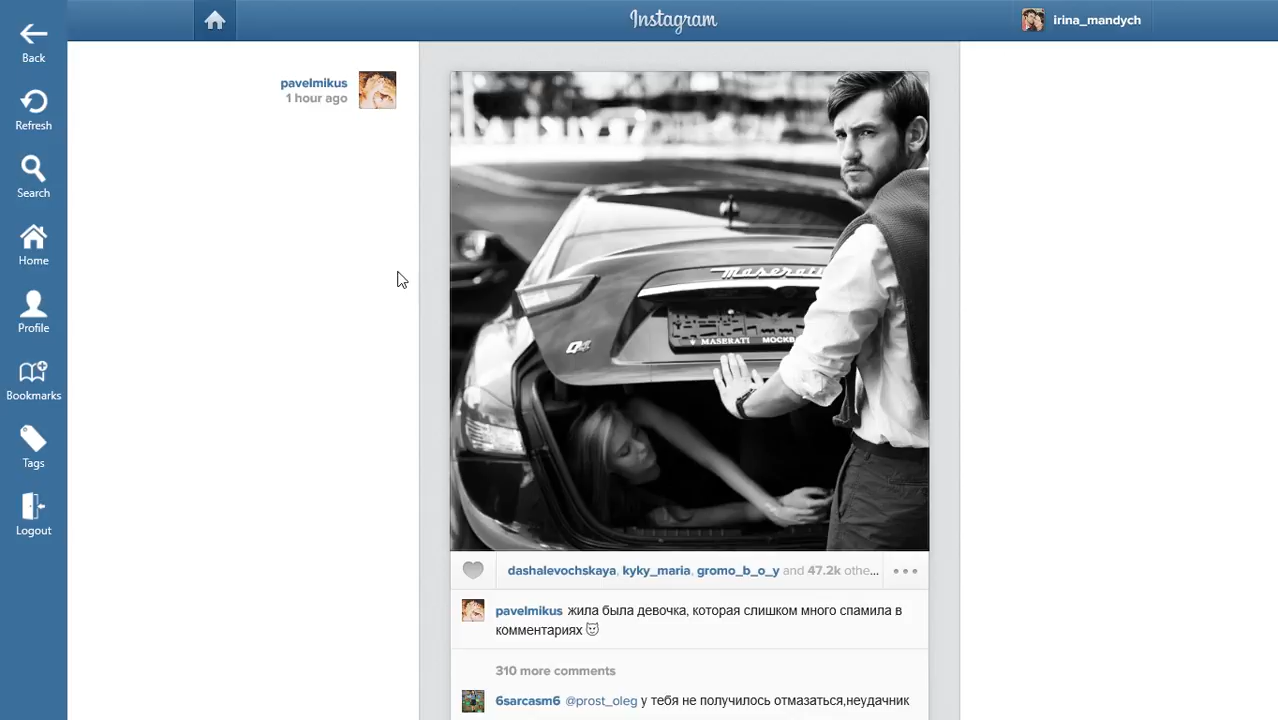 Instagram
irina_mandych
Back
Refresh
Search
Home
Profile
Bookmarks
Tags
Logout
pavelmikus
1 hour ago
Maserati
Q4
MASERATI МОСКВ
dashalevochskaya, kyky_maria, gromo_b_o_y and 47.2k othe...
pavelmikus жила была девочка, которая слишком много спамила в
комментариях 😈
310 more comments
6sarcasm6 @prost_oleg у тебя не получилось отмазаться,неудачник